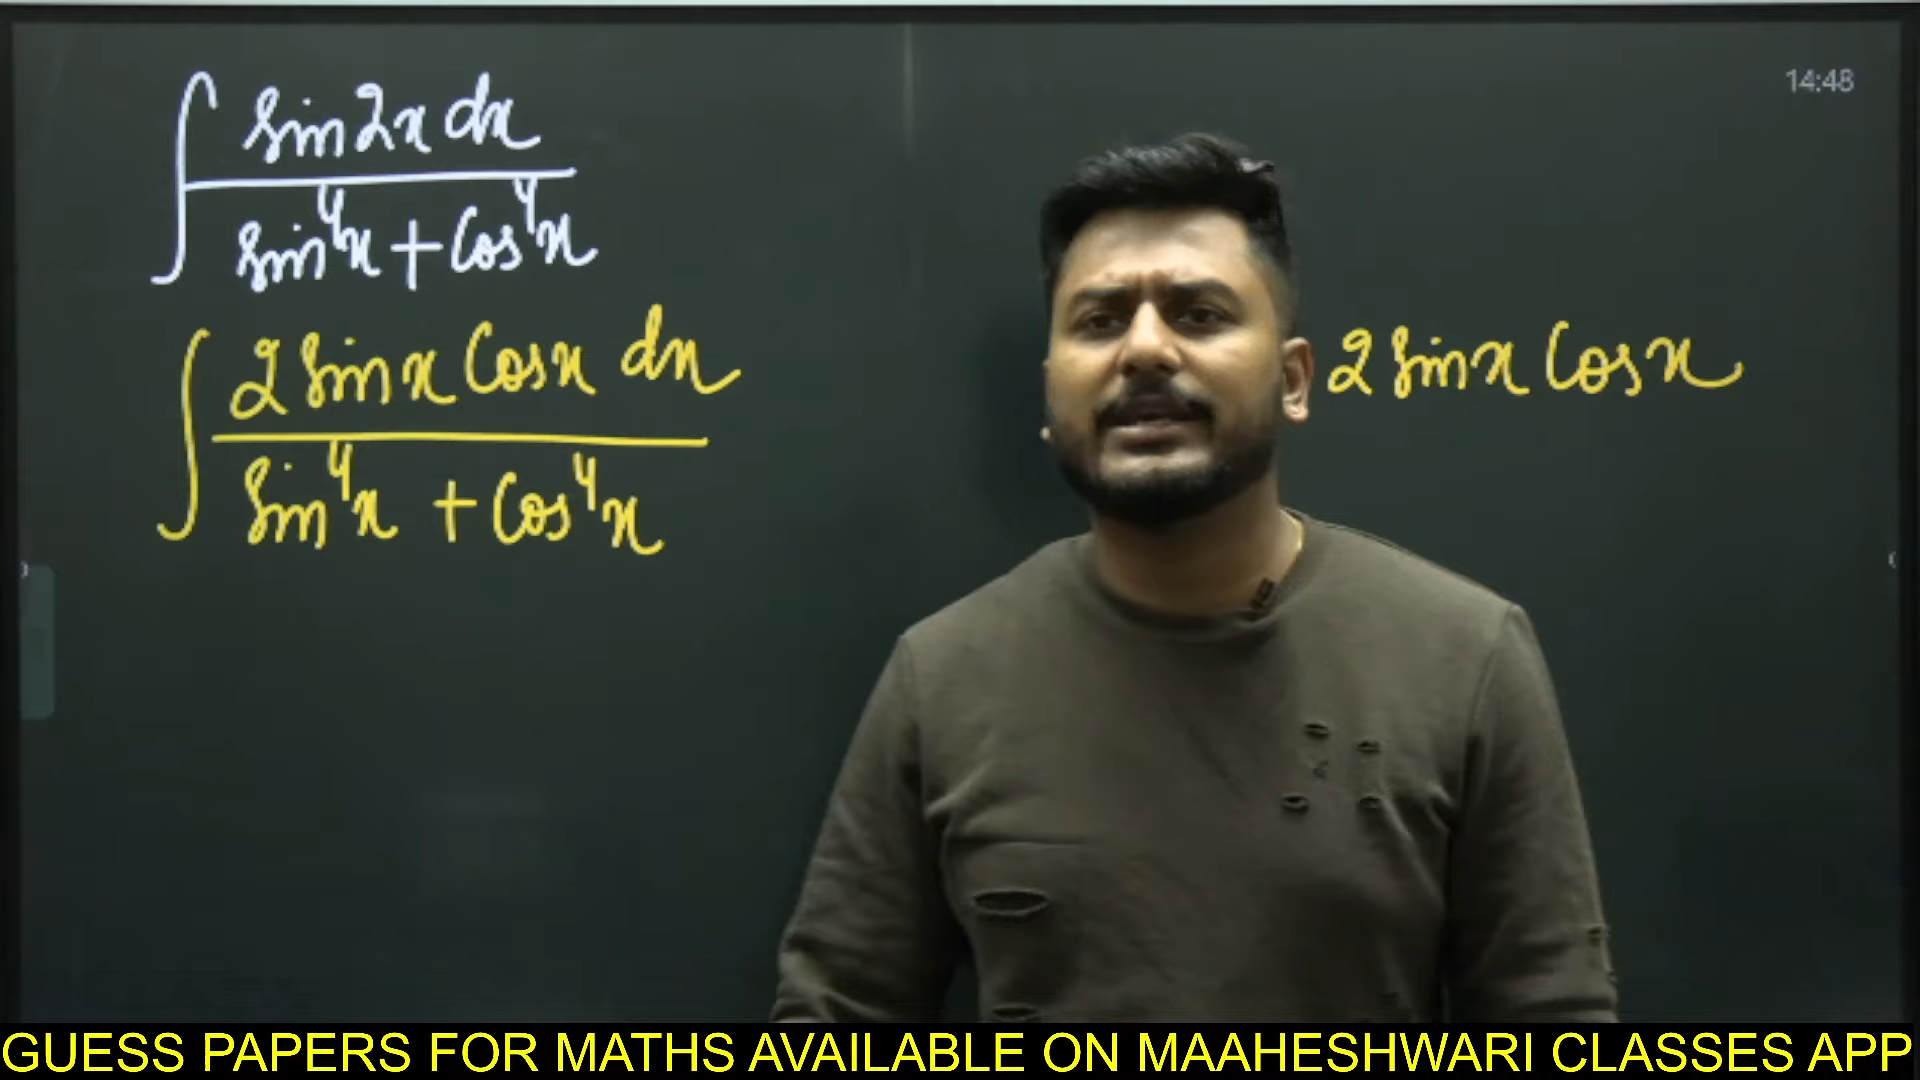 14:48
∫ sin2x dx / sin⁴x + cos⁴x
∫ 2 sinx cosx dx / sin⁴x + cos⁴x
2 sinx cosx
GUESS PAPERS FOR MATHS AVAILABLE ON MAAHESHWARI CLASSES APP